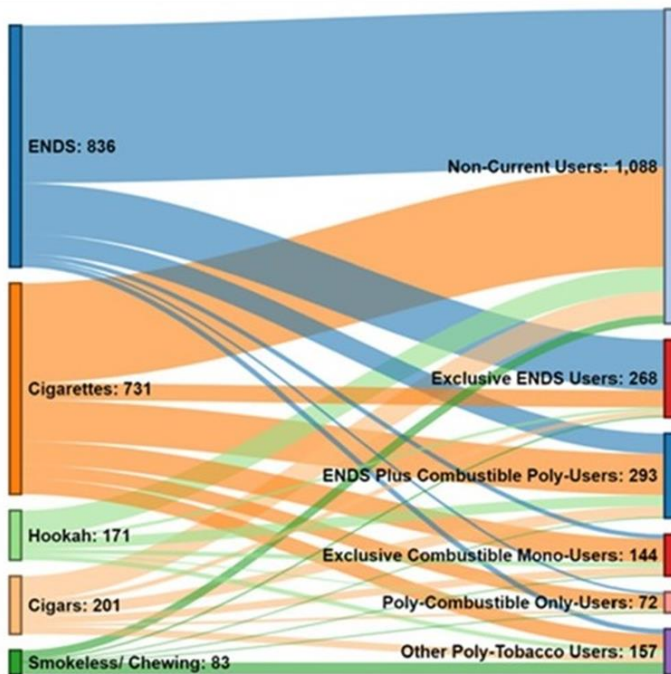 ENDS: 836
Non-Current Users: 1,088
Cigarettes: 731
Exclusive ENDS Users: 268
ENDS Plus Combustible Poly-Users: 293
Hookah: 171
Exclusive Combustible Mono-Users: 144
Cigars: 201
Poly-Combustible Only-Users: 72
Other Poly-Tobacco Users: 157
Smokeless/ Chewing: 83